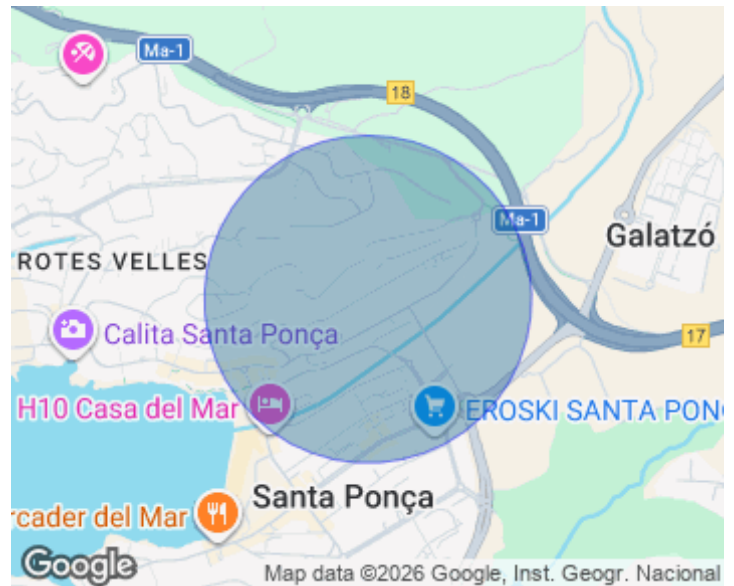 Ma-1
18
Ma-1
Galatzó
ROTES VELLES
Calita Santa Ponça
17
H10 Casa del Mar
EROSKI SANTA PON
Santa Ponça
rcader del Mar
Google
Map data ©2026 Google, Inst. Geogr. Nacional